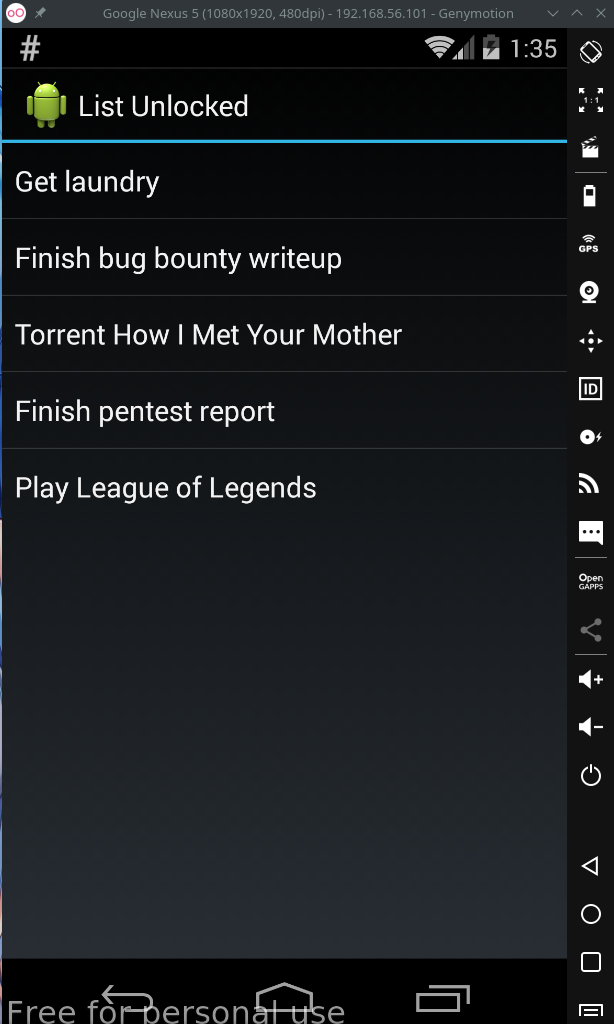 Google Nexus 5 (1080x1920, 480dpi) - 192.168.56.101 - Genymotion
# 1:35
List Unlocked
1:1
Get laundry
GPS
Finish bug bounty writeup
Torrent How I Met Your Mother
ID
Finish pentest report
Play League of Legends
Open
GAPPS
Free for personal use